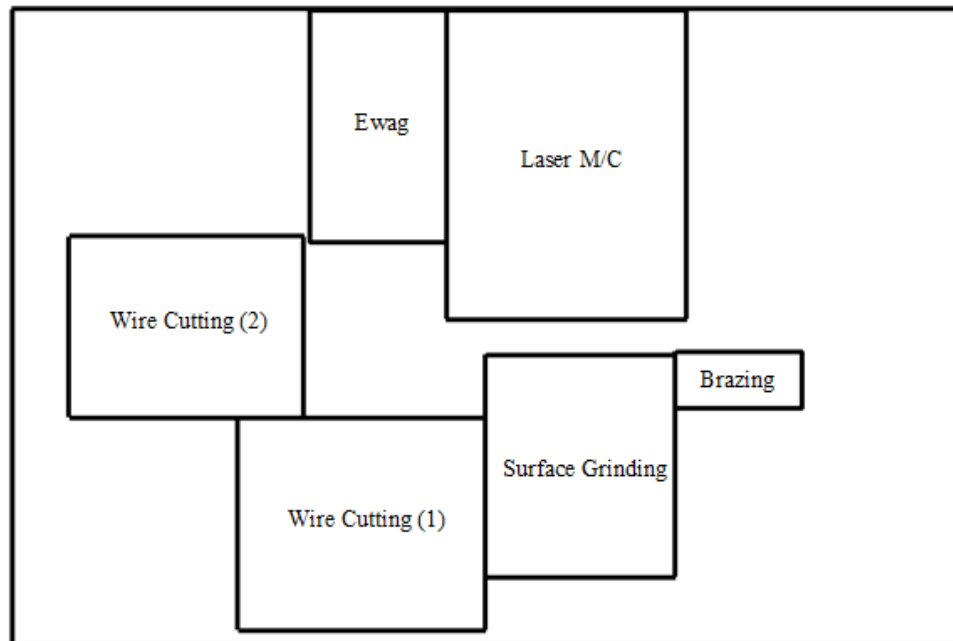 Ewag
Laser M/C
Wire Cutting (2)
Brazing
Surface Grinding
Wire Cutting (1)